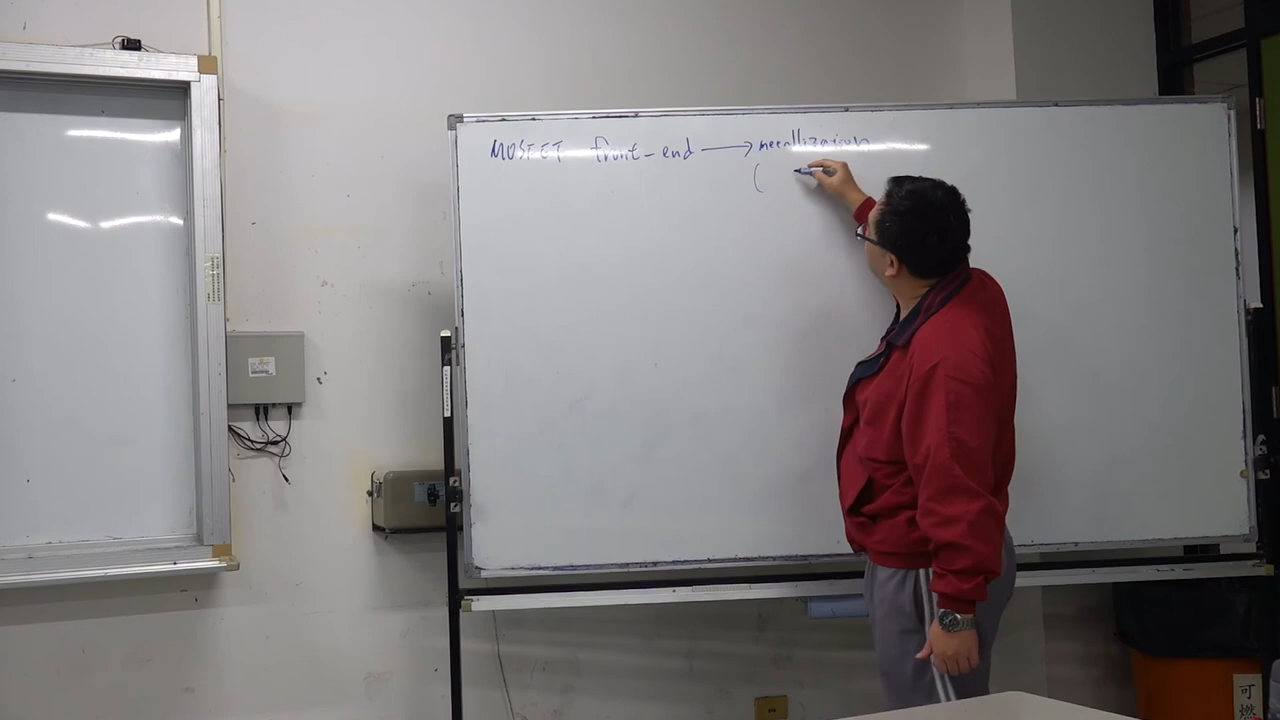 MOSFET front-end → metallization
(
可燃